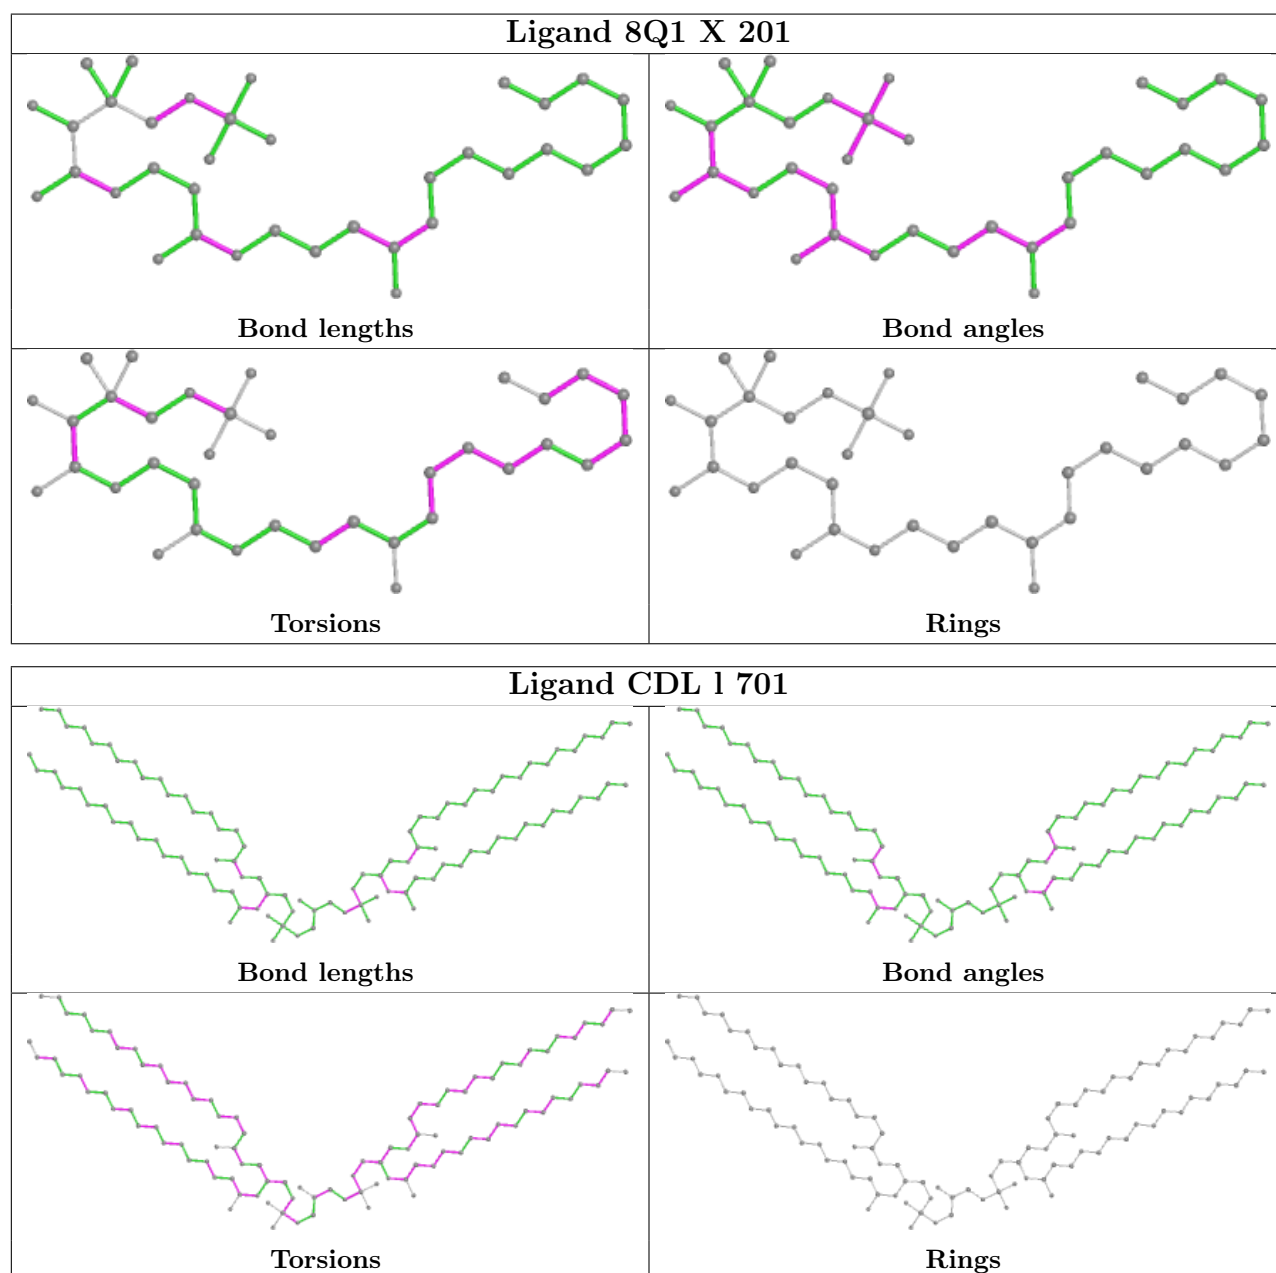 Ligand 8Q1 X 201
Bond lengths
Bond angles
Torsions
Rings
Ligand CDL l 701
Bond lengths
Bond angles
Torsions
Rings